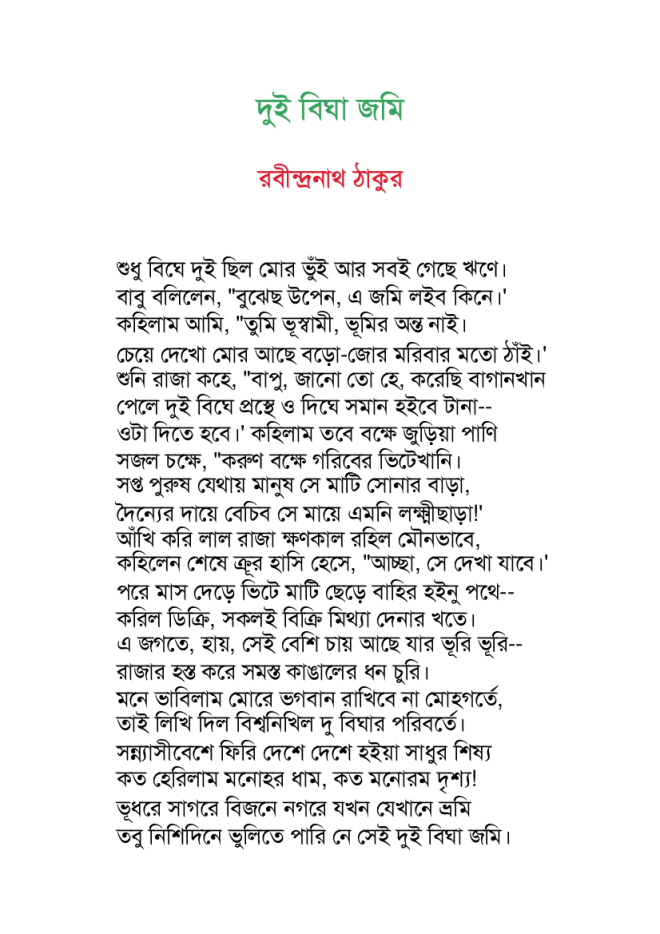 দুই বিঘা জমি
রবীন্দ্রনাথ ঠাকুর
শুধু বিঘে দুই ছিল মোর ভুঁই আর সবই গেছে ঋণে।
বাবু বলিলেন, "বুঝেছ উপেন, এ জমি লইব কিনে।'
কহিলাম আমি, "তুমি ভূস্বামী, ভূমির অন্ত নাই।
চেয়ে দেখো মোর আছে বড়ো-জোর মরিবার মতো ঠাঁই।'
শুনি রাজা কহে, "বাপু, জানো তো হে, করেছি বাগানখান
পেলে দুই বিঘে প্রস্থে ও দিঘে সমান হইবে টানা--
ওটা দিতে হবে।' কহিলাম তবে বক্ষে জুড়িয়া পাণি
সজল চক্ষে, "করুণ বক্ষে গরিবের ভিটেখানি।
সপ্ত পুরুষ যেথায় মানুষ সে মাটি সোনার বাড়া,
দৈন্যের দায়ে বেচিব সে মায়ে এমনি লক্ষ্মীছাড়া!'
আঁখি করি লাল রাজা ক্ষণকাল রহিল মৌনভাবে,
কহিলেন শেষে ক্রূর হাসি হেসে, "আচ্ছা, সে দেখা যাবে।'
পরে মাস দেড়ে ভিটে মাটি ছেড়ে বাহির হইনু পথে--
করিল ডিক্রি, সকলই বিক্রি মিথ্যা দেনার খতে।
এ জগতে, হায়, সেই বেশি চায় আছে যার ভূরি ভূরি--
রাজার হস্ত করে সমস্ত কাঙালের ধন চুরি।
মনে ভাবিলাম মোরে ভগবান রাখিবে না মোহগর্তে,
তাই লিখি দিল বিশ্বনিখিল দু বিঘার পরিবর্তে।
সন্ন্যাসীবেশে ফিরি দেশে দেশে হইয়া সাধুর শিষ্য
কত হেরিলাম মনোহর ধাম, কত মনোরম দৃশ্য!
ভূধরে সাগরে বিজনে নগরে যখন যেখানে ভ্রমি
তবু নিশিদিনে ভুলিতে পারি নে সেই দুই বিঘা জমি।